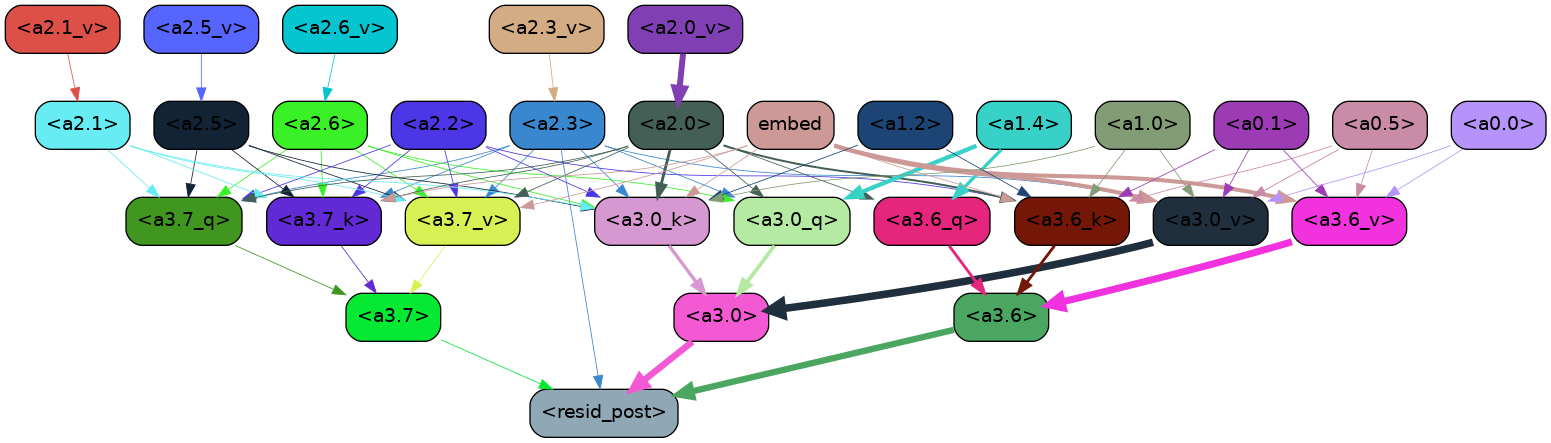 <a2.1_v> <a2.5_v> <a2.6_v> <a2.3_v> <a2.0_v>
<a2.1> <a2.5> <a2.6> <a2.2> <a2.3> <a2.0> embed <a1.2> <a1.4> <a1.0> <a0.1> <a0.5> <a0.0>
<a3.7_q> <a3.7_k> <a3.7_v> <a3.0_k> <a3.0_q> <a3.6_q> <a3.6_k> <a3.0_v> <a3.6_v>
<a3.7> <a3.0> <a3.6>
<resid_post>